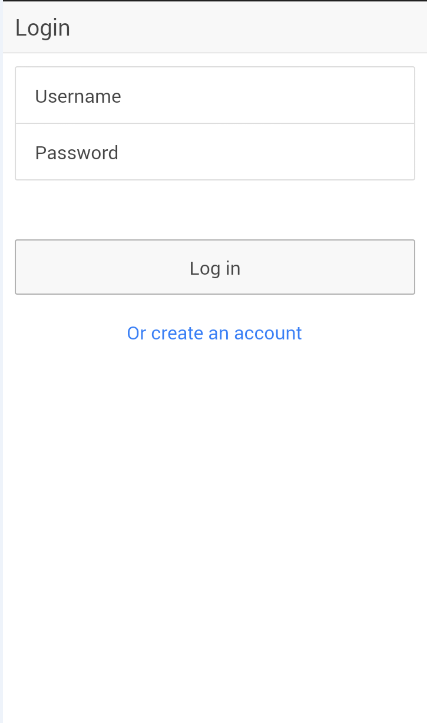 Login
Username
Password
Log in
Or create an account